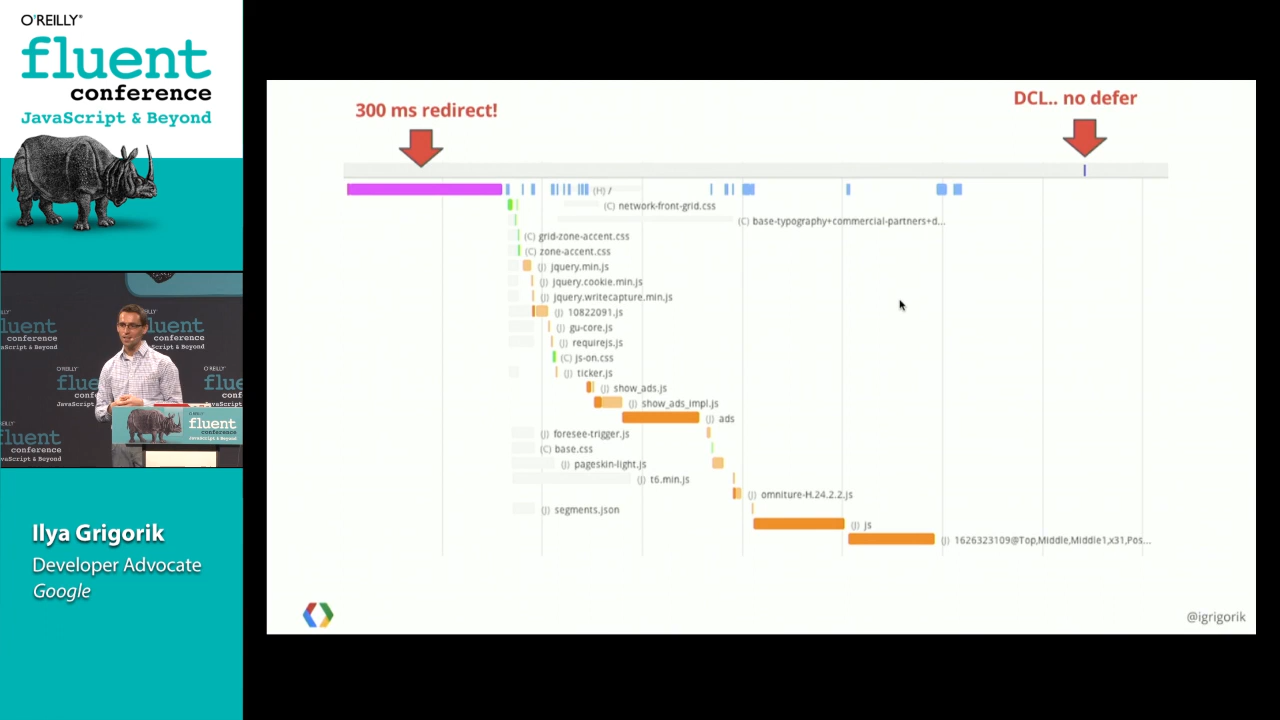 O'REILLY®
fluent
conference
JavaScript & Beyond
Ilya Grigorik
Developer Advocate
Google
300 ms redirect!
DCL.. no defer
(H) /
(C) network-front-grid.css
(C) base-typography+commercial-partners+d...
(C) grid-zone-accent.css
(C) zone-accent.css
(J) jquery.min.js
(J) jquery.cookie.min.js
(J) jquery.writecapture.min.js
(J) 10822091.js
(J) gu-core.js
(J) requirejs.js
(C) js-on.css
(J) ticker.js
(J) show_ads.js
(J) show_ads_impl.js
(J) ads
(J) foresee-trigger.js
(C) base.css
(J) pageskin-light.js
(J) t6.min.js
(J) omniture-H.24.2.2.js
(J) segments.json
(J) js
(J) 1626323109@Top,Middle,Middle1,x31,Pos...
@igrigorik
fluent
conference